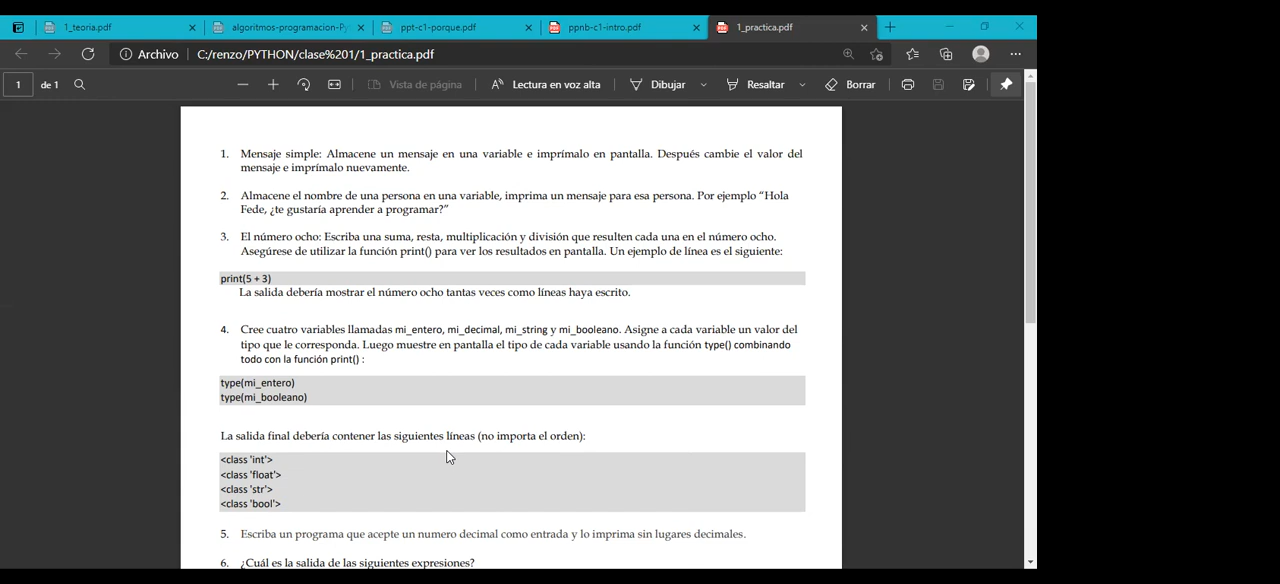 1_teoria.pdf
algoritmos-programacion-Py
ppt-c1-porque.pdf
ppnb-c1-intro.pdf
1_practica.pdf
Archivo C:/renzo/PYTHON/clase%201/1_practica.pdf
1 de 1 Vista de página Lectura en voz alta Dibujar Resaltar Borrar
1. Mensaje simple: Almacene un mensaje en una variable e imprímalo en pantalla. Después cambie el valor del
mensaje e imprímalo nuevamente.
2. Almacene el nombre de una persona en una variable, imprima un mensaje para esa persona. Por ejemplo “Hola
Fede, ¿te gustaría aprender a programar?”
3. El número ocho: Escriba una suma, resta, multiplicación y división que resulten cada una en el número ocho.
Asegúrese de utilizar la función print() para ver los resultados en pantalla. Un ejemplo de línea es el siguiente:
print(5 + 3)
La salida debería mostrar el número ocho tantas veces como líneas haya escrito.
4. Cree cuatro variables llamadas mi_entero, mi_decimal, mi_string y mi_booleano. Asigne a cada variable un valor del
tipo que le corresponda. Luego muestre en pantalla el tipo de cada variable usando la función type() combinando
todo con la función print() :
type(mi_entero)
type(mi_booleano)
La salida final debería contener las siguientes líneas (no importa el orden):
<class 'int'>
<class 'float'>
<class 'str'>
<class 'bool'>
5. Escriba un programa que acepte un numero decimal como entrada y lo imprima sin lugares decimales.
6. ¿Cuál es la salida de las siguientes expresiones?